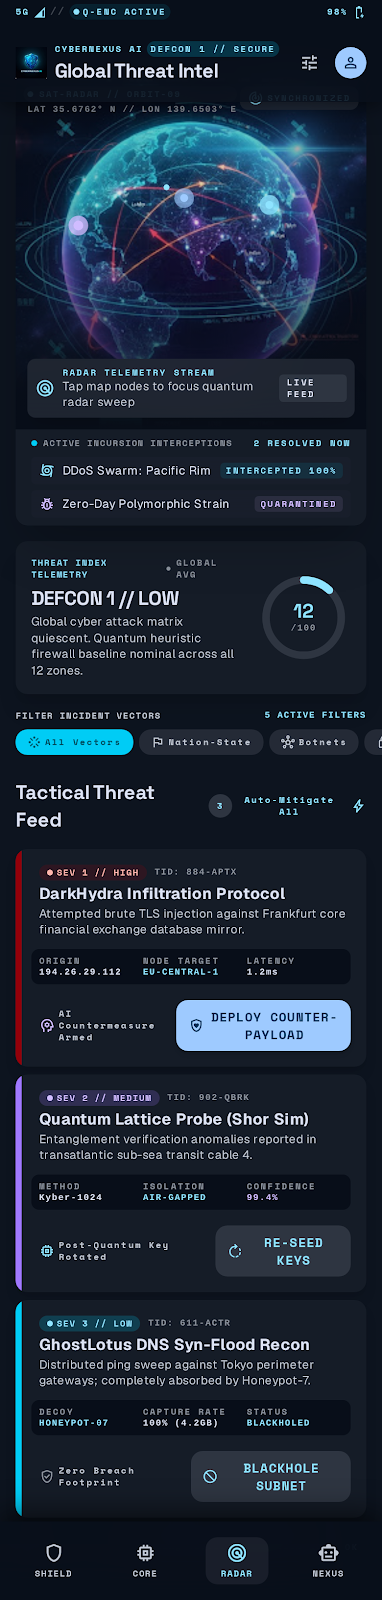 5G // Q-ENC ACTIVE 98%
CYBERNEXUS AI DEFCON 1 // SECURE
Global Threat Intel
SYNCHRONIZED
LAT 35.6762° N // LON 139.6503° E
RADAR TELEMETRY STREAM
Tap map nodes to focus quantum
radar sweep
LIVE
FEED
ACTIVE INCURSION INTERCEPTIONS 2 RESOLVED NOW
DDoS Swarm: Pacific Rim INTERCEPTED 100%
Zero-Day Polymorphic Strain QUARANTINED
THREAT INDEX
TELEMETRY
GLOBAL
AVG
DEFCON 1 // LOW
Global cyber attack matrix
quiescent. Quantum heuristic
firewall baseline nominal across all
12 zones.
12
/100
FILTER INCIDENT VECTORS 5 ACTIVE FILTERS
All Vectors Nation-State Botnets
Tactical Threat
Feed
3
Auto-Mitigate
All
SEV 1 // HIGH TID: 884-APTX
DarkHydra Infiltration Protocol
Attempted brute TLS injection against Frankfurt core
financial exchange database mirror.
ORIGIN NODE TARGET LATENCY
194.26.29.112 EU-CENTRAL-1 1.2ms
AI
Countermeasure
Armed
DEPLOY COUNTER-
PAYLOAD
SEV 2 // MEDIUM TID: 902-QBRK
Quantum Lattice Probe (Shor Sim)
Entanglement verification anomalies reported in
transatlantic sub-sea transit cable 4.
METHOD ISOLATION CONFIDENCE
Kyber-1024 AIR-GAPPED 99.4%
Post-Quantum Key
Rotated
RE-SEED
KEYS
SEV 3 // LOW TID: 611-ACTR
GhostLotus DNS Syn-Flood Recon
Distributed ping sweep against Tokyo perimeter
gateways; completely absorbed by Honeypot-7.
DECOY CAPTURE RATE STATUS
HONEYPOT-07 100% (4.2GB) BLACKHOLED
Zero Breach
Footprint
BLACKHOLE
SUBNET
SHIELD CORE RADAR NEXUS